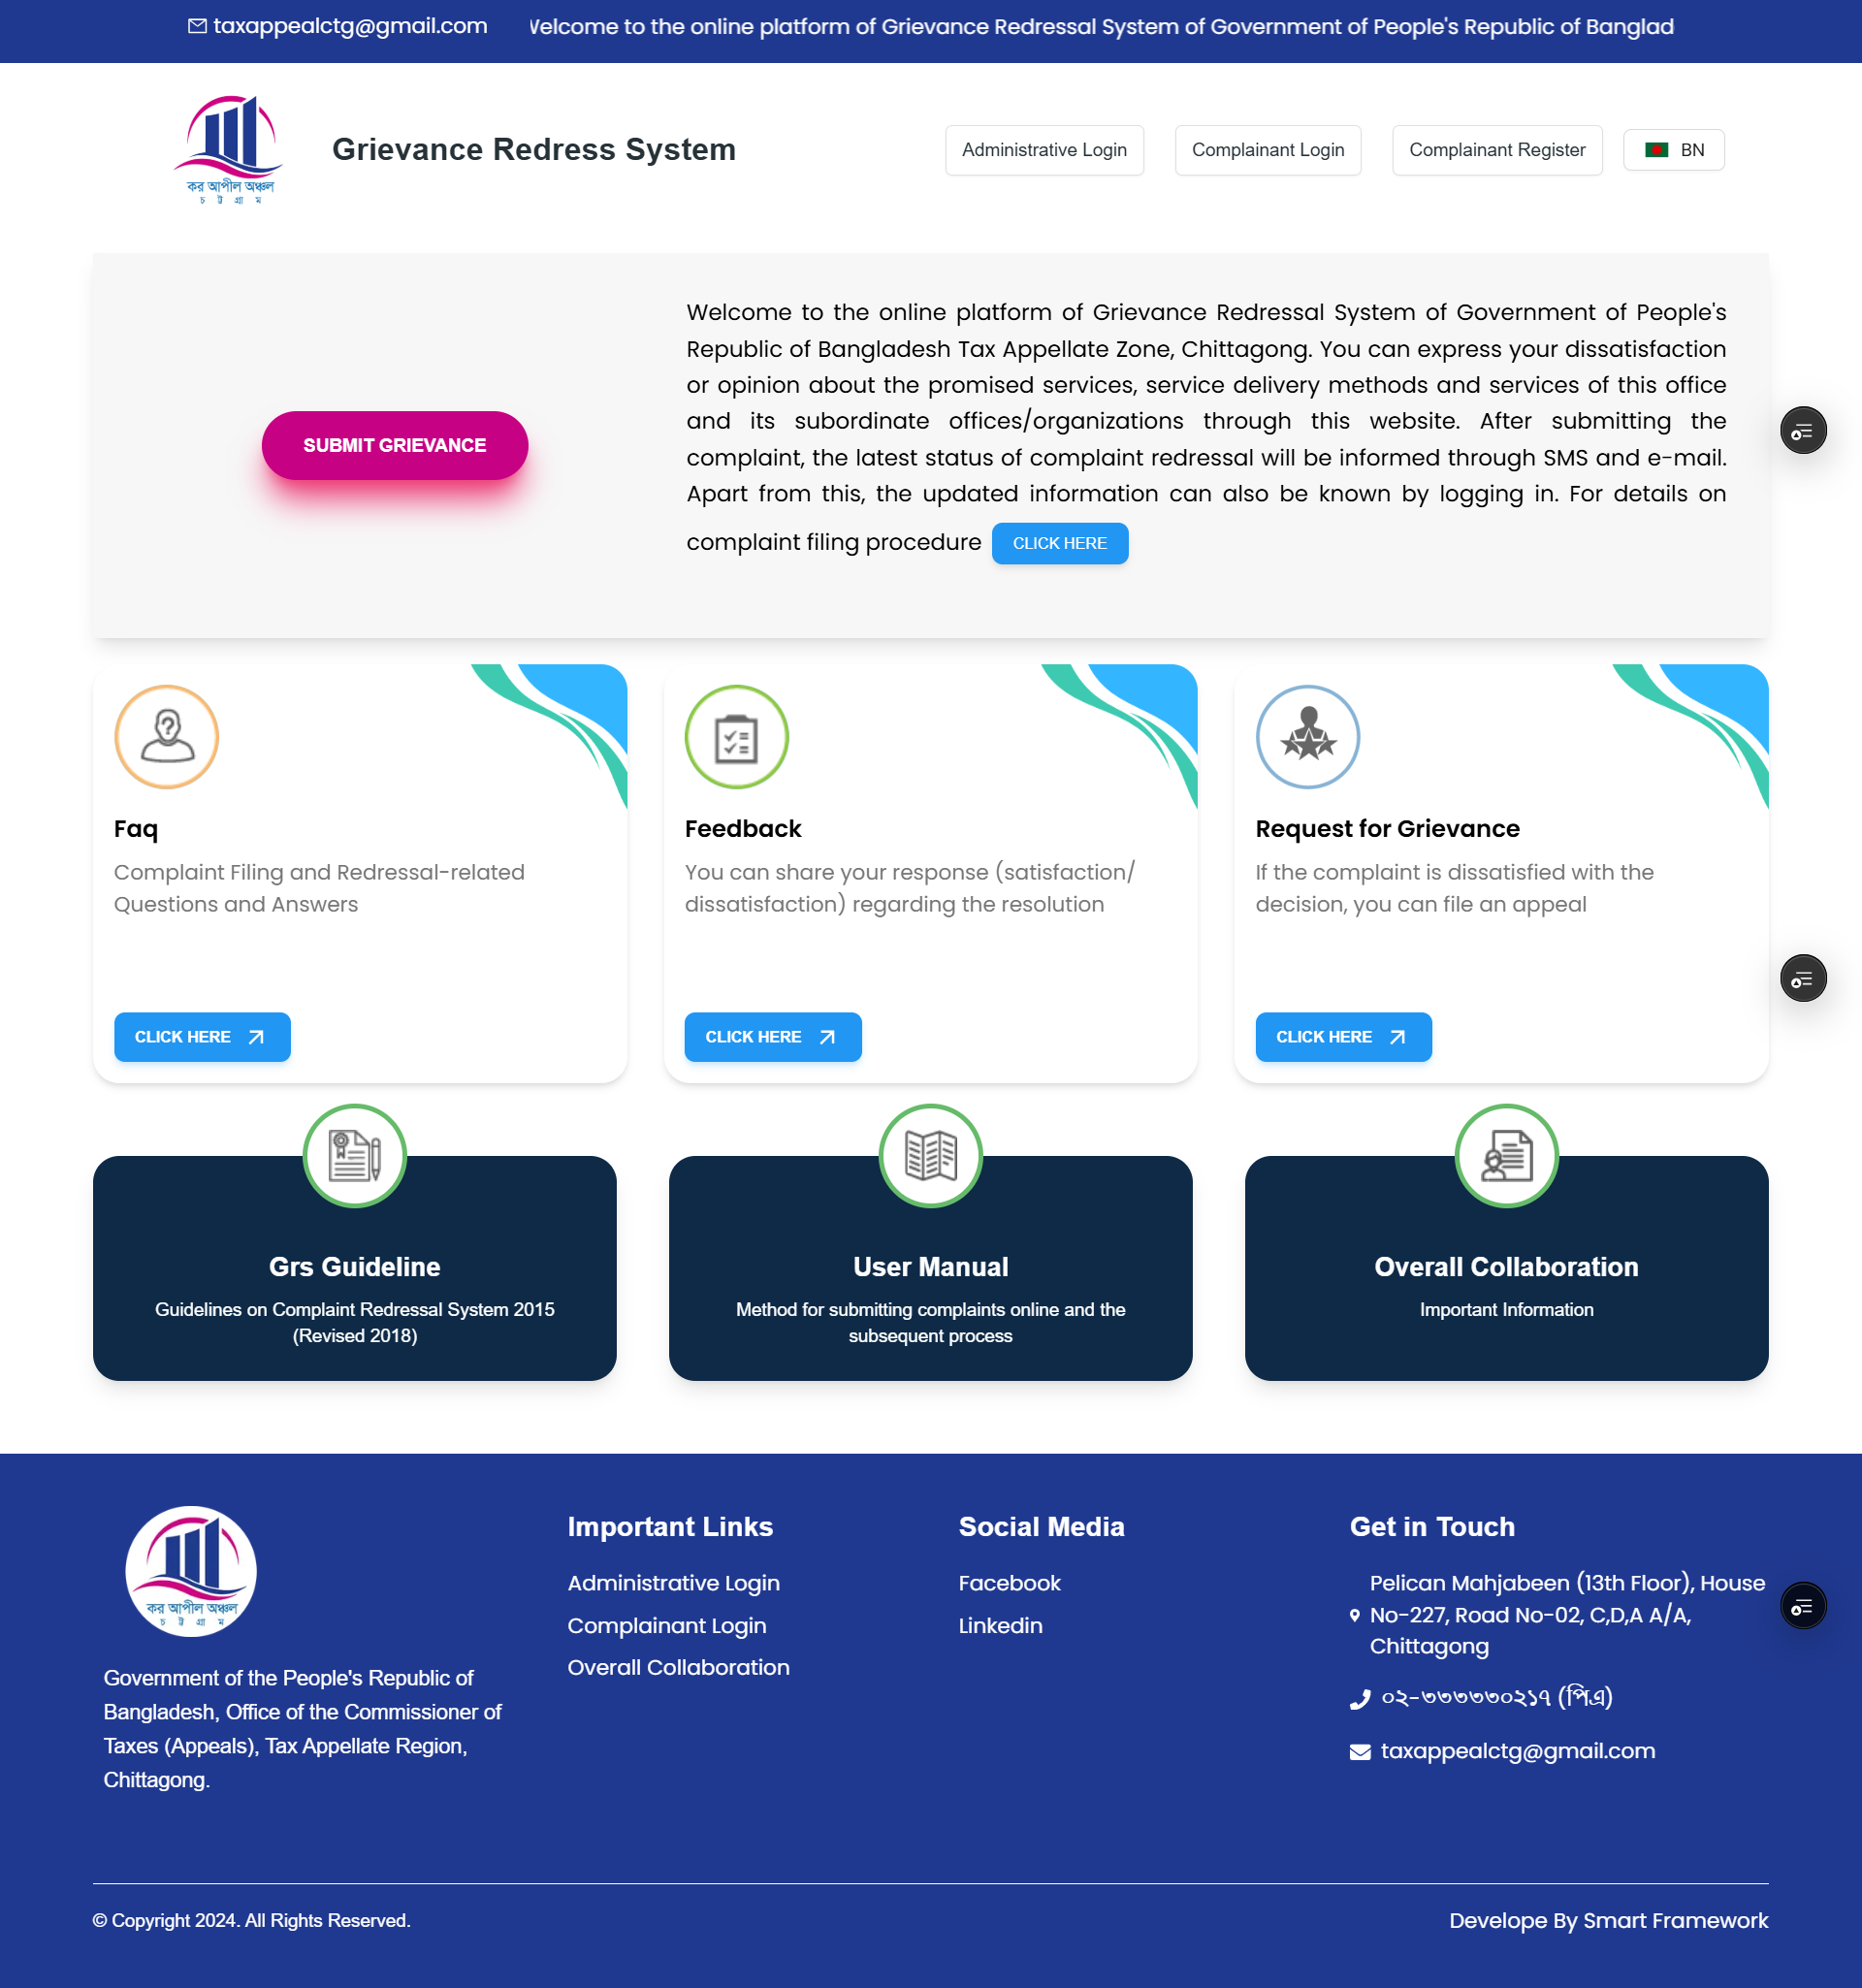 taxappealctg@gmail.com
Welcome to the online platform of Grievance Redressal System of Government of People's Republic of Banglad
কর আপীল অঞ্চল
চ ট্ট গ্রা ম
Grievance Redress System
Administrative Login
Complainant Login
Complainant Register
BN
SUBMIT GRIEVANCE
Welcome to the online platform of Grievance Redressal System of Government of People's
Republic of Bangladesh Tax Appellate Zone, Chittagong. You can express your dissatisfaction
or opinion about the promised services, service delivery methods and services of this office
and its subordinate offices/organizations through this website. After submitting the
complaint, the latest status of complaint redressal will be informed through SMS and e-mail.
Apart from this, the updated information can also be known by logging in. For details on
complaint filing procedure CLICK HERE
Faq
Complaint Filing and Redressal-related
Questions and Answers
CLICK HERE
Feedback
You can share your response (satisfaction/
dissatisfaction) regarding the resolution
CLICK HERE
Request for Grievance
If the complaint is dissatisfied with the
decision, you can file an appeal
CLICK HERE
Grs Guideline
Guidelines on Complaint Redressal System 2015
(Revised 2018)
User Manual
Method for submitting complaints online and the
subsequent process
Overall Collaboration
Important Information
কর আপীল অঞ্চল
চ ট্ট গ্রা ম
Government of the People's Republic of
Bangladesh, Office of the Commissioner of
Taxes (Appeals), Tax Appellate Region,
Chittagong.
Important Links
Administrative Login
Complainant Login
Overall Collaboration
Social Media
Facebook
Linkedin
Get in Touch
Pelican Mahjabeen (13th Floor), House
No-227, Road No-02, C,D,A A/A,
Chittagong
০২-৩৩৩৩৩০২১৭ (পিএ)
taxappealctg@gmail.com
© Copyright 2024. All Rights Reserved.
Develope By Smart Framework